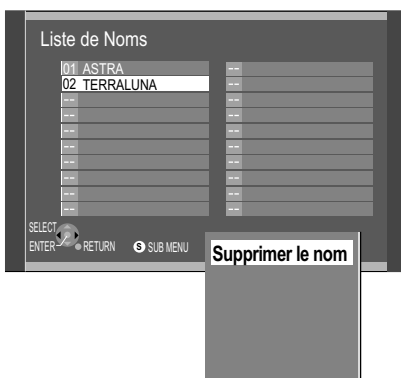 Liste de Noms
01 ASTRA --
02 TERRALUNA --
-- --
-- --
-- --
-- --
-- --
-- --
-- --
-- --
SELECT
ENTER RETURN S SUB MENU
Supprimer le nom